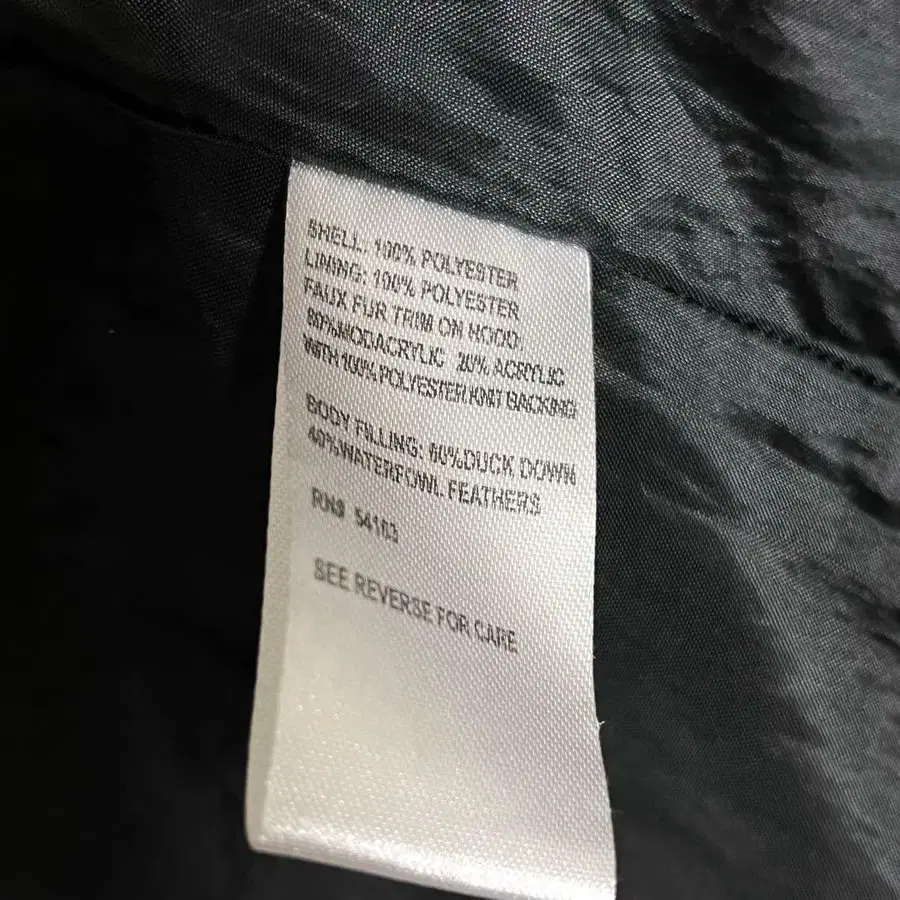 SHELL: 100% POLYESTER
LINING: 100% POLYESTER
FAUX FUR TRIM ON HOOD:
80%MODACRYLIC 20% ACRYLIC
WITH 100% POLYESTER KNIT BACKING
BODY FILLING: 60%DUCK DOWN
40%WATERFOWL FEATHERS
RN# 54163
SEE REVERSE FOR CARE